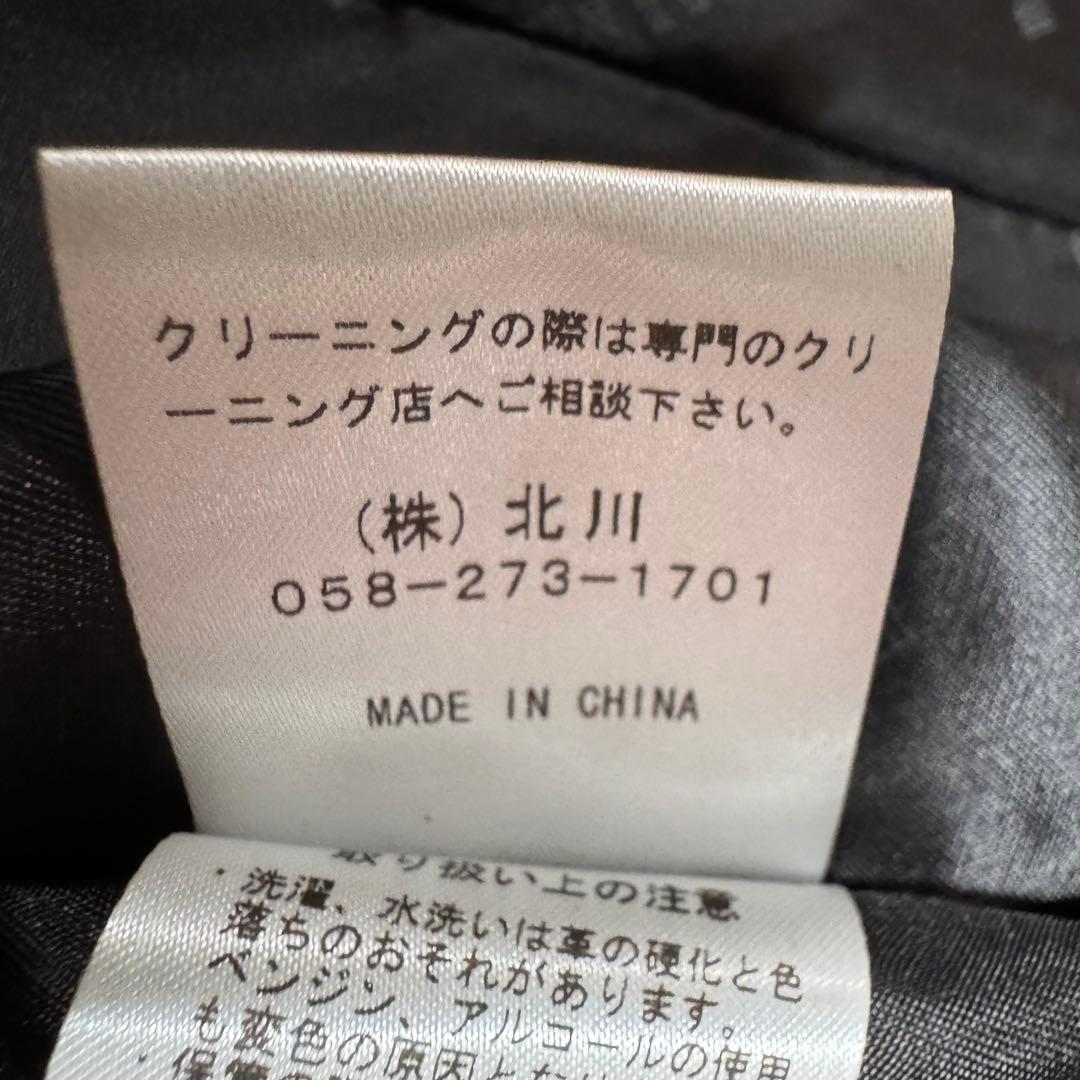 クリーニングの際は専門のクリ
ーニング店へご相談下さい。
（株）北川
058-273-1701
MADE IN CHINA
取り扱い上の注意
・洗濯、水洗いは革の硬化と色
落ちのおそれがあります。
ベンジン、アルコールの使用
も変色の原因とな